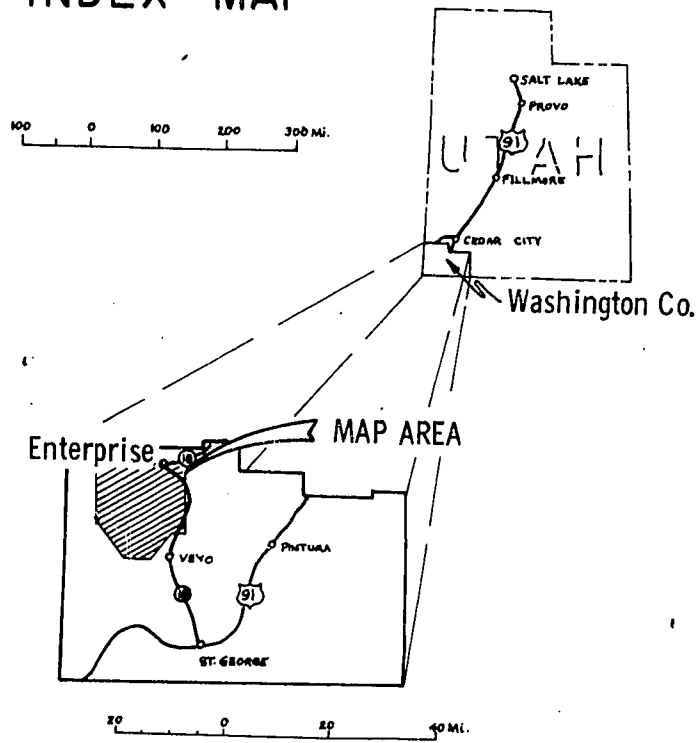 INDEX MAP
SALT LAKE
PROVO
100 0 100 200 300 Mi.
91
UTAH
FILLMORE
CEDAR CITY
Washington Co.
MAP AREA
Enterprise
18
PINTURA
VEYO
18
91
ST. GEORGE
20 0 20 40 Mi.